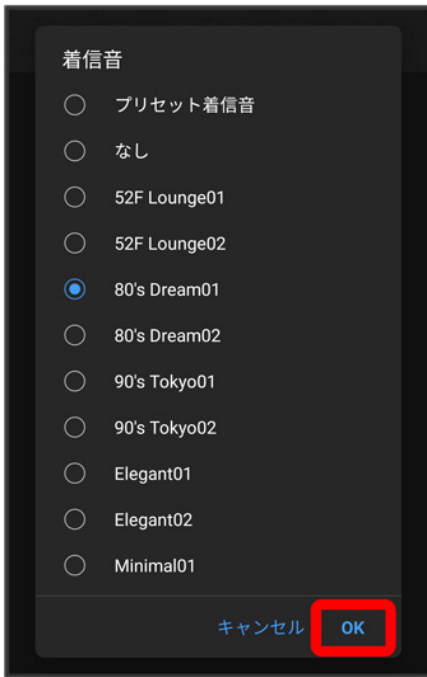 着信音
プリセット着信音
なし
52F Lounge01
52F Lounge02
80's Dream01
80's Dream02
90's Tokyo01
90's Tokyo02
Elegant01
Elegant02
Minimal01
キャンセル OK